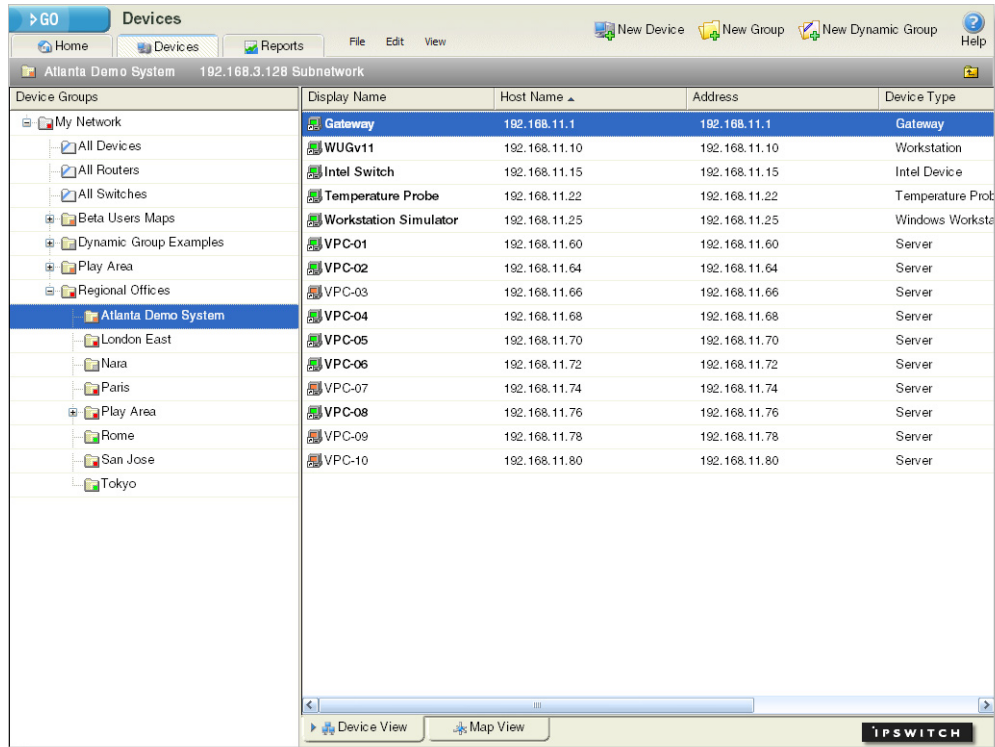 GO
Devices
New Device
New Group
New Dynamic Group
Help
Home
Devices
Reports
File
Edit
View
Atlanta Demo System 192.168.3.128 Subnetwork
Device Groups
My Network
All Devices
All Routers
All Switches
Beta Users Maps
Dynamic Group Examples
Play Area
Regional Offices
Atlanta Demo System
London East
Nara
Paris
Play Area
Rome
San Jose
Tokyo
Display Name Host Name Address Device Type
Gateway 192.168.11.1 192.168.11.1 Gateway
WUGv11 192.168.11.10 192.168.11.10 Workstation
Intel Switch 192.168.11.15 192.168.11.15 Intel Device
Temperature Probe 192.168.11.22 192.168.11.22 Temperature Prob
Workstation Simulator 192.168.11.25 192.168.11.25 Windows Worksta
VPC-01 192.168.11.60 192.168.11.60 Server
VPC-02 192.168.11.64 192.168.11.64 Server
VPC-03 192.168.11.66 192.168.11.66 Server
VPC-04 192.168.11.68 192.168.11.68 Server
VPC-05 192.168.11.70 192.168.11.70 Server
VPC-06 192.168.11.72 192.168.11.72 Server
VPC-07 192.168.11.74 192.168.11.74 Server
VPC-08 192.168.11.76 192.168.11.76 Server
VPC-09 192.168.11.78 192.168.11.78 Server
VPC-10 192.168.11.80 192.168.11.80 Server
Device View
Map View
IPSWITCH